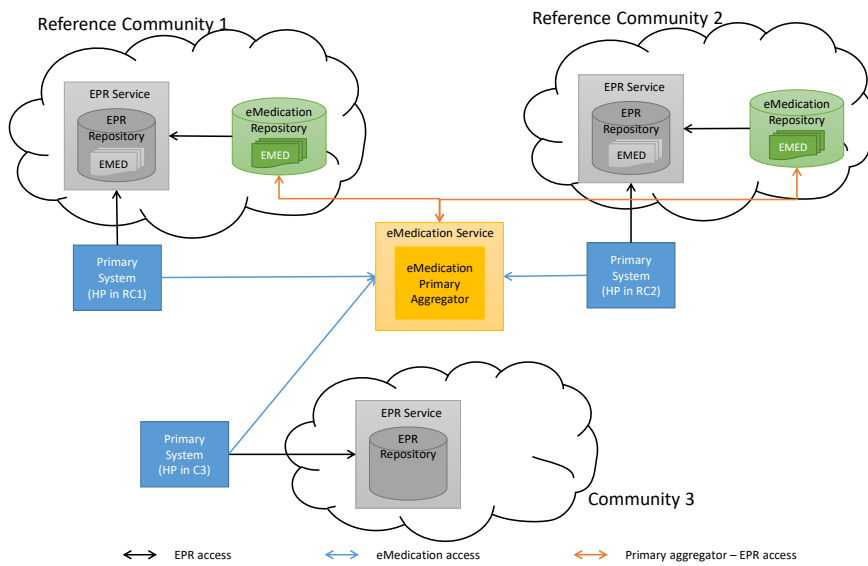 Reference Community 1
Reference Community 2
EPR Service
EPR
Repository
EMED
eMedication
Repository
EMED
EPR Service
EPR
Repository
EMED
eMedication
Repository
EMED
Primary
System
(HP in RC1)
eMedication Service
eMedication
Primary
Aggregator
Primary
System
(HP in RC2)
Primary
System
(HP in C3)
EPR Service
EPR
Repository
Community 3
EPR access
eMedication access
Primary aggregator – EPR access